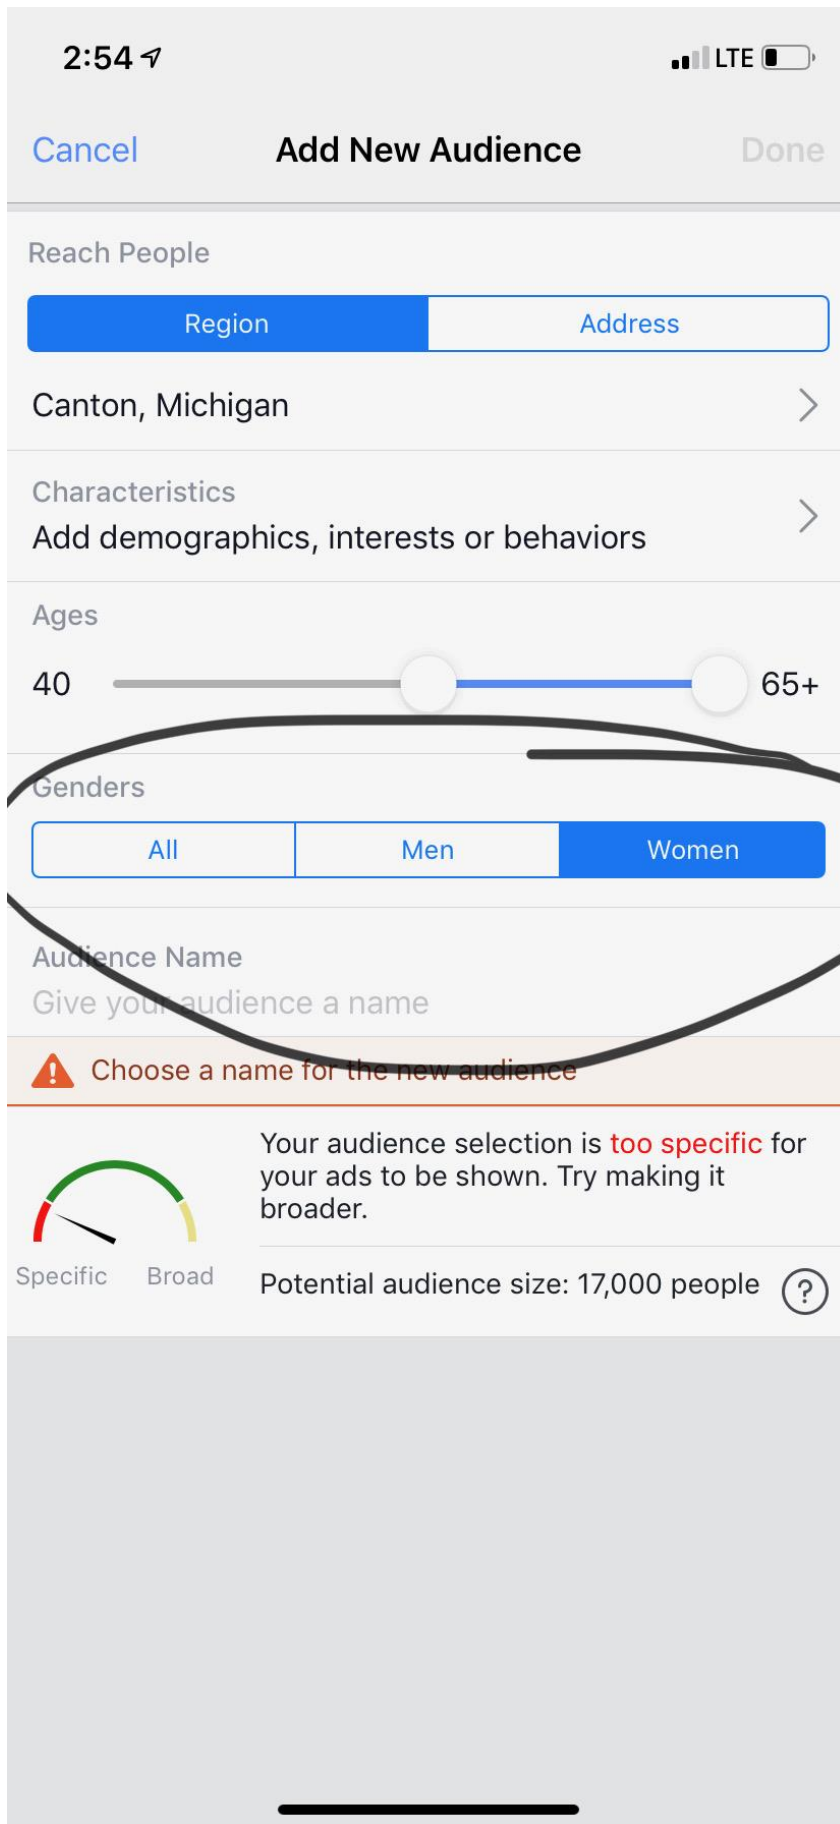 2:54 LTE
Cancel Add New Audience Done
Reach People
Region Address
Canton, Michigan
Characteristics
Add demographics, interests or behaviors
Ages
40 65+
Genders
All Men Women
Audience Name
Give your audience a name
Choose a name for the new audience
Your audience selection is too specific for
your ads to be shown. Try making it
broader.
Specific Broad
Potential audience size: 17,000 people ?